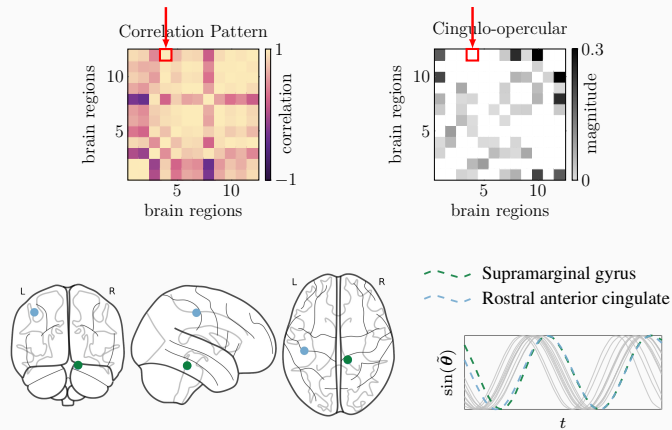 Correlation Pattern
Cingulo-opercular
brain regions
10
5
5
10
brain regions
1
−1
correlation
brain regions
10
5
5
10
brain regions
0.3
0
magnitude
L
R
L
R
Supramarginal gyrus
Rostral anterior cingulate
sin(θ̃)
t